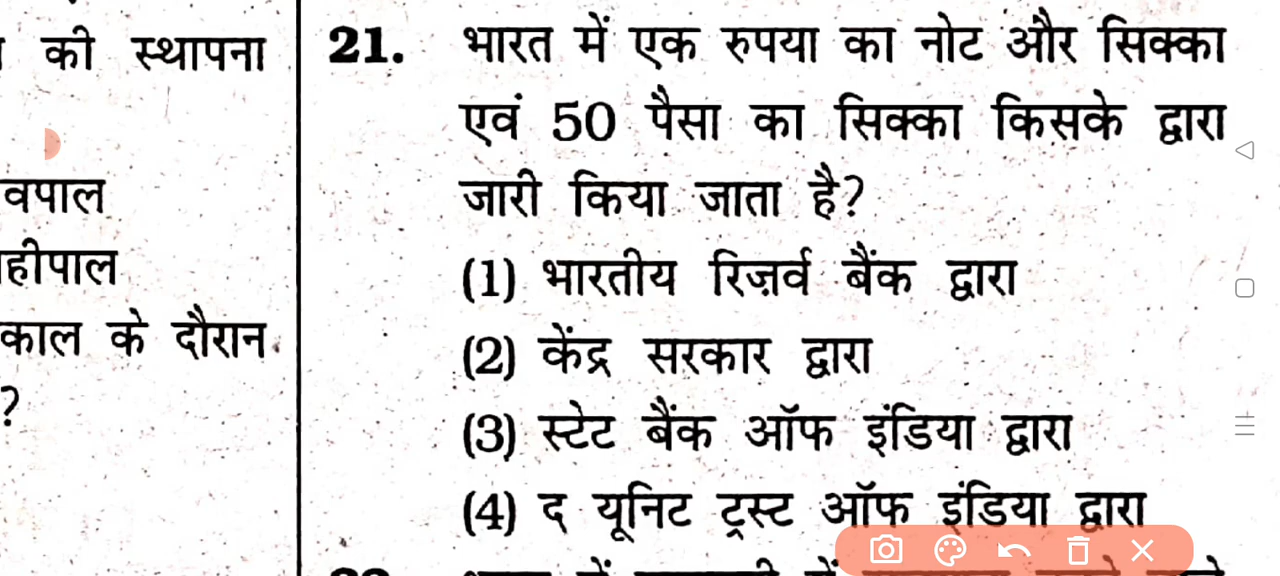 की स्थापना
वपाल
हीपाल
काल के दौरान
?
21. भारत में एक रुपया का नोट और सिक्का
एवं 50 पैसा का सिक्का किसके द्वारा
जारी किया जाता है?
(1) भारतीय रिज़र्व बैंक द्वारा
(2) केंद्र सरकार द्वारा
(3) स्टेट बैंक ऑफ इंडिया द्वारा
(4) द यूनिट ट्रस्ट ऑफ इंडिया द्वारा